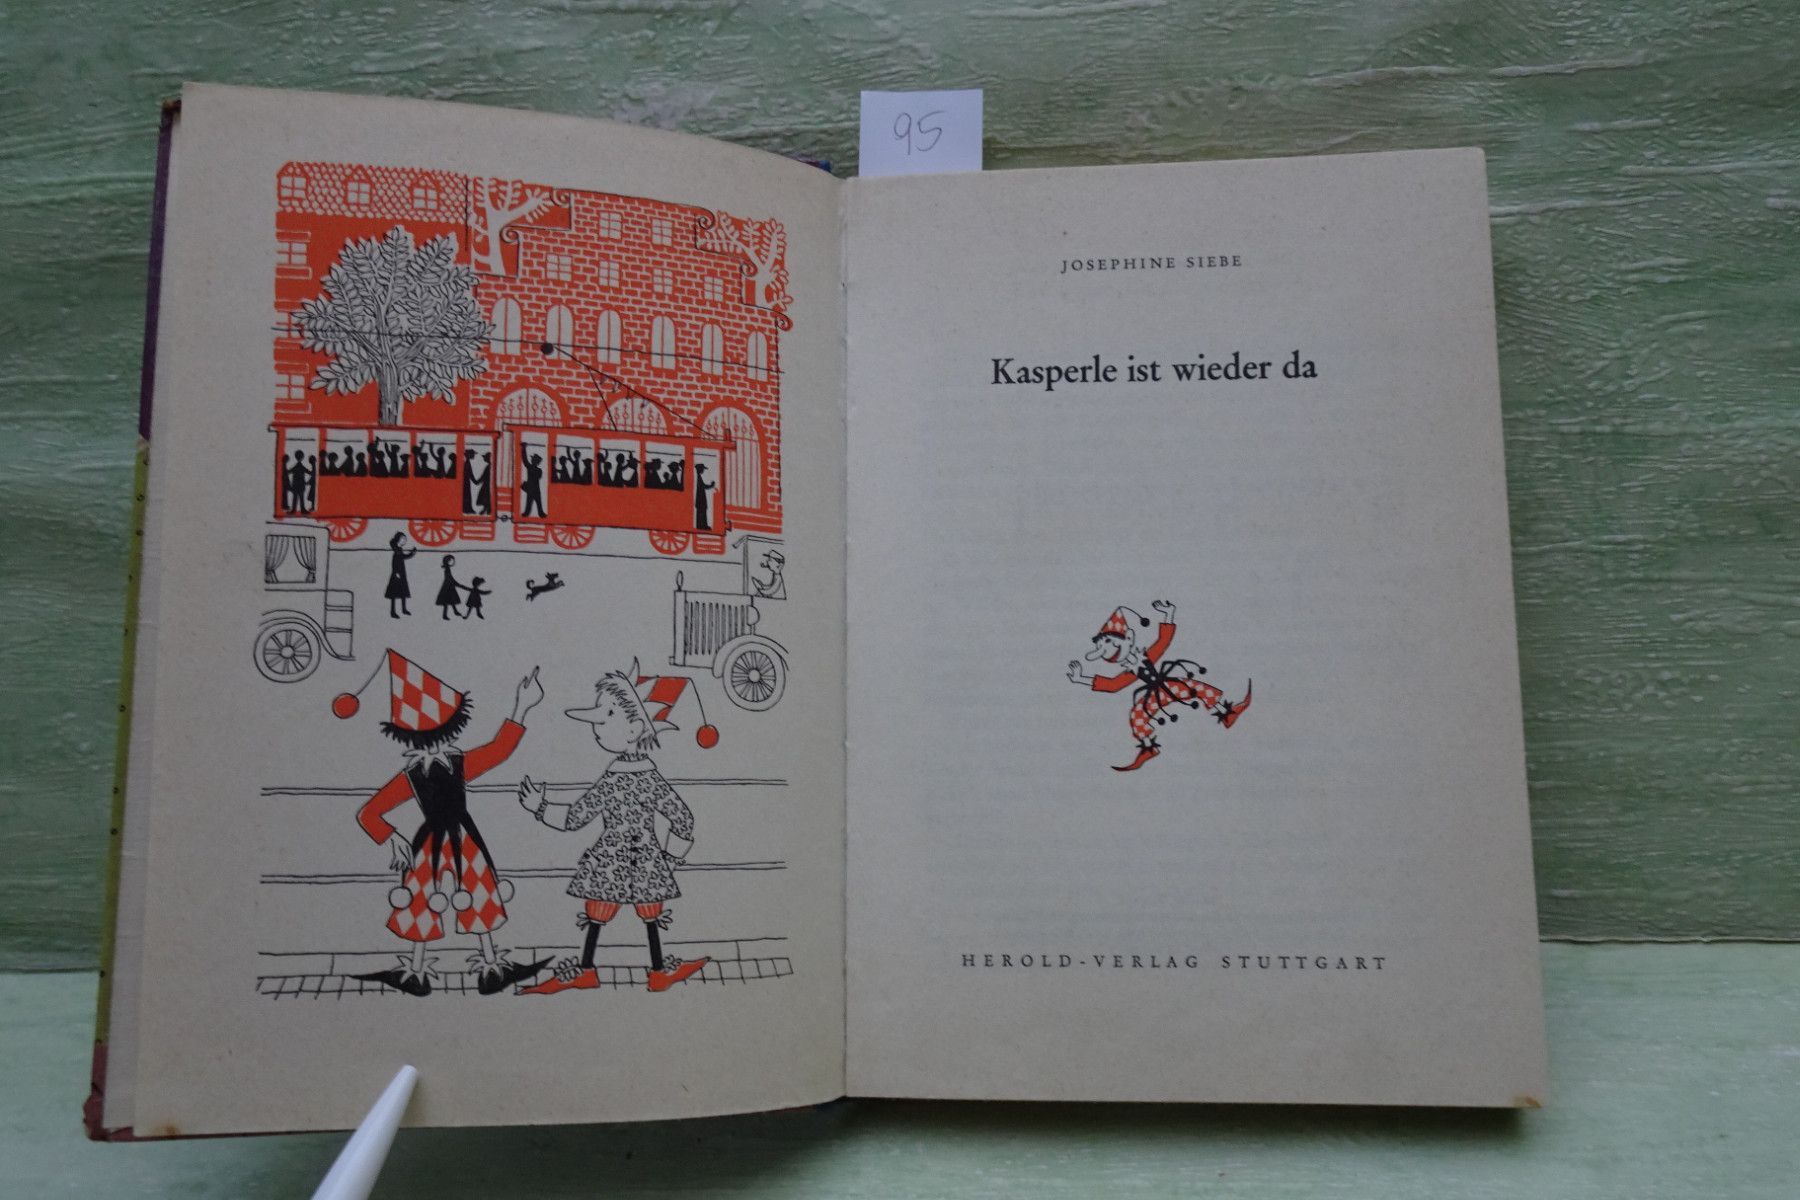 95
JOSEPHINE SIEBE
Kasperle ist wieder da
HEROLD-VERLAG STUTTGART